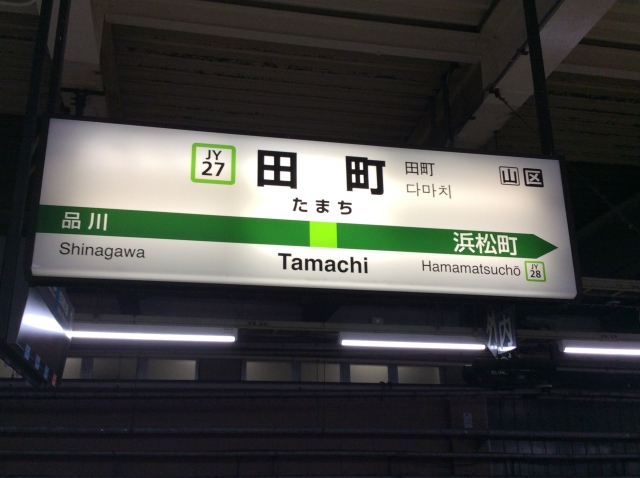 JY
27
田町
田町
다마치
山区
たまち
品川
浜松町
Shinagawa
Tamachi
Hamamatsuchō
JY
28